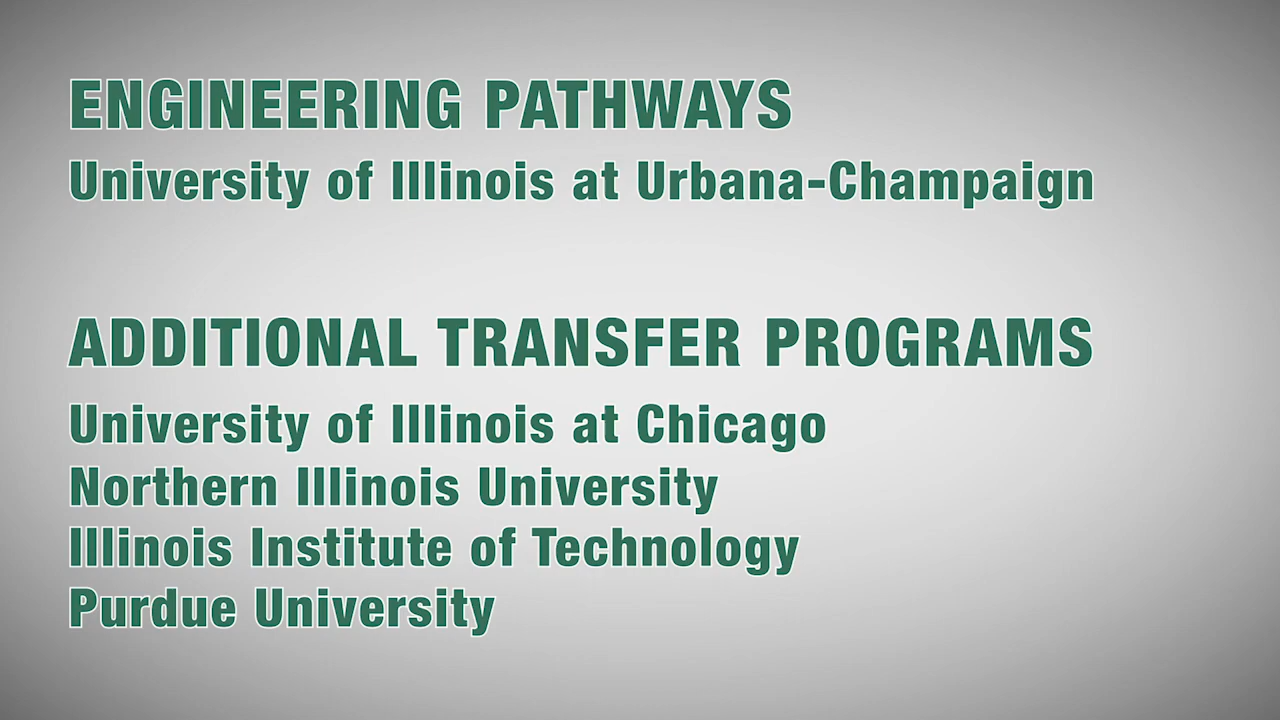 ENGINEERING PATHWAYS
University of Illinois at Urbana-Champaign
ADDITIONAL TRANSFER PROGRAMS
University of Illinois at Chicago
Northern Illinois University
Illinois Institute of Technology
Purdue University